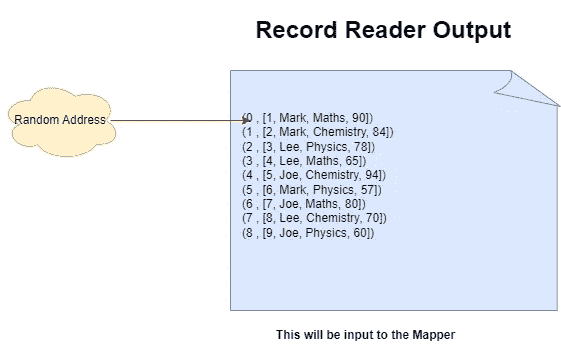 Record Reader Output
Random Address
(0 , [1, Mark, Maths, 90])
(1 , [2, Mark, Chemistry, 84])
(2 , [3, Lee, Physics, 78])
(3 , [4, Lee, Maths, 65])
(4 , [5, Joe, Chemistry, 94])
(5 , [6, Mark, Physics, 57])
(6 , [7, Joe, Maths, 80])
(7 , [8, Lee, Chemistry, 70])
(8 , [9, Joe, Physics, 60])
This will be input to the Mapper